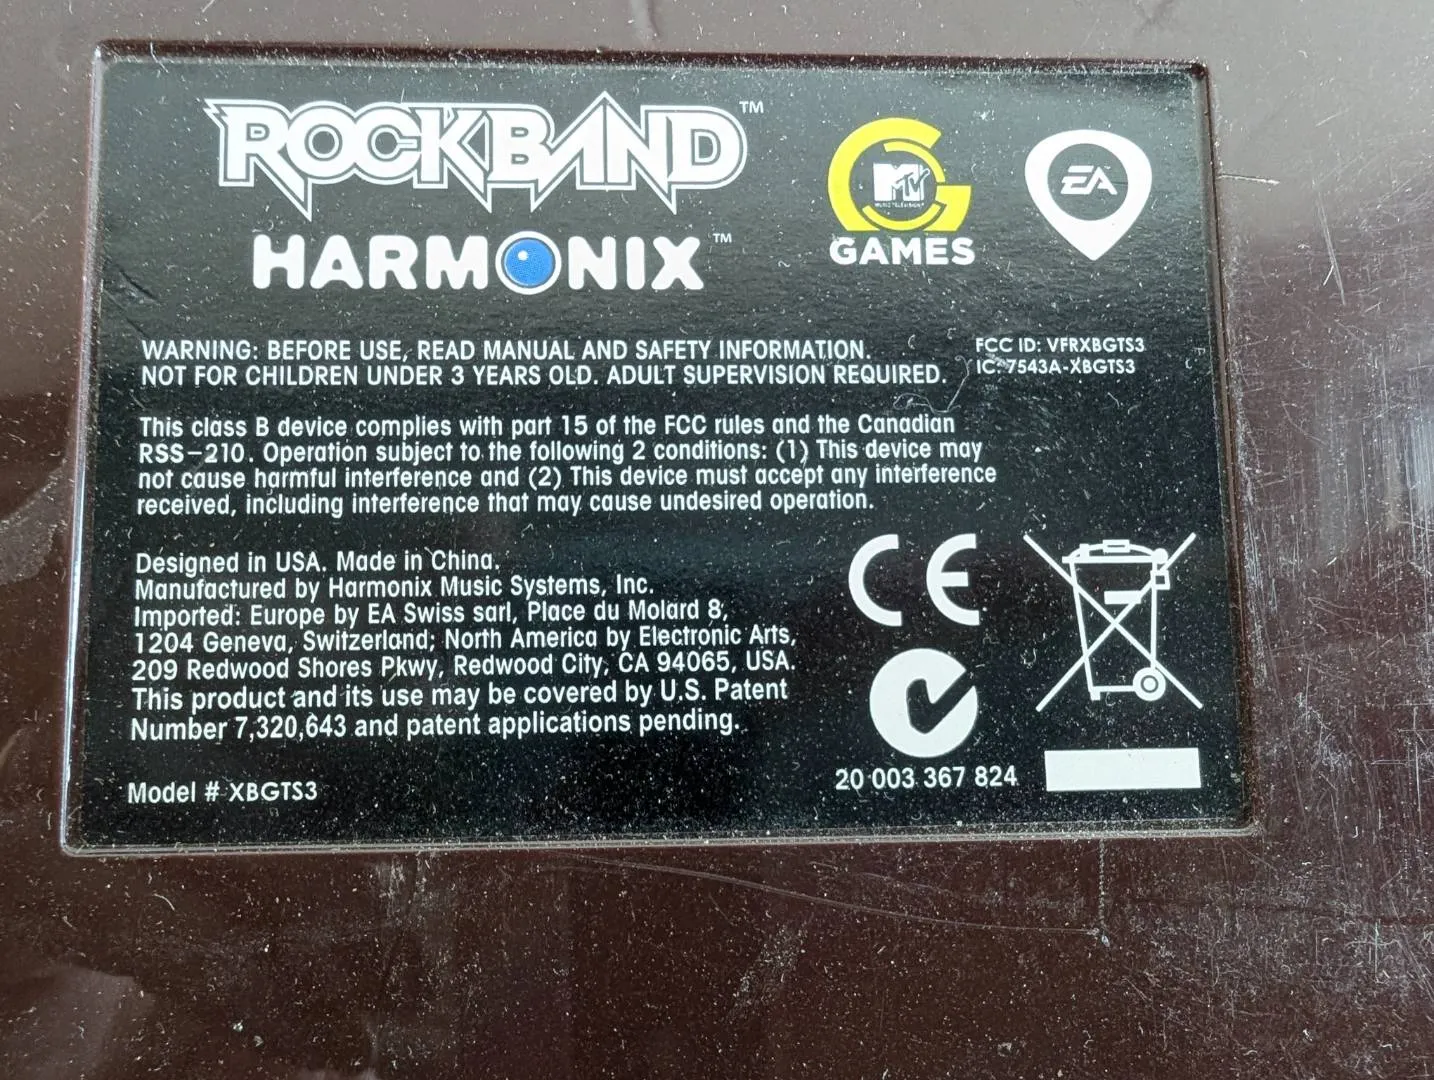 ROCKBAND™
HARMONIX™
MTV
MUSIC TELEVISION
GAMES
EA
WARNING: BEFORE USE, READ MANUAL AND SAFETY INFORMATION.
NOT FOR CHILDREN UNDER 3 YEARS OLD. ADULT SUPERVISION REQUIRED.
FCC ID: VFRXBGTS3
IC: 7543A-XBGTS3
This class B device complies with part 15 of the FCC rules and the Canadian
RSS-210. Operation subject to the following 2 conditions: (1) This device may
not cause harmful interference and (2) This device must accept any interference
received, including interference that may cause undesired operation.
Designed in USA. Made in China.
Manufactured by Harmonix Music Systems, Inc.
Imported: Europe by EA Swiss sarl, Place du Molard 8,
1204 Geneva, Switzerland; North America by Electronic Arts,
209 Redwood Shores Pkwy, Redwood City, CA 94065, USA.
This product and its use may be covered by U.S. Patent
Number 7,320,643 and patent applications pending.
CE
20 003 367 824
Model # XBGTS3